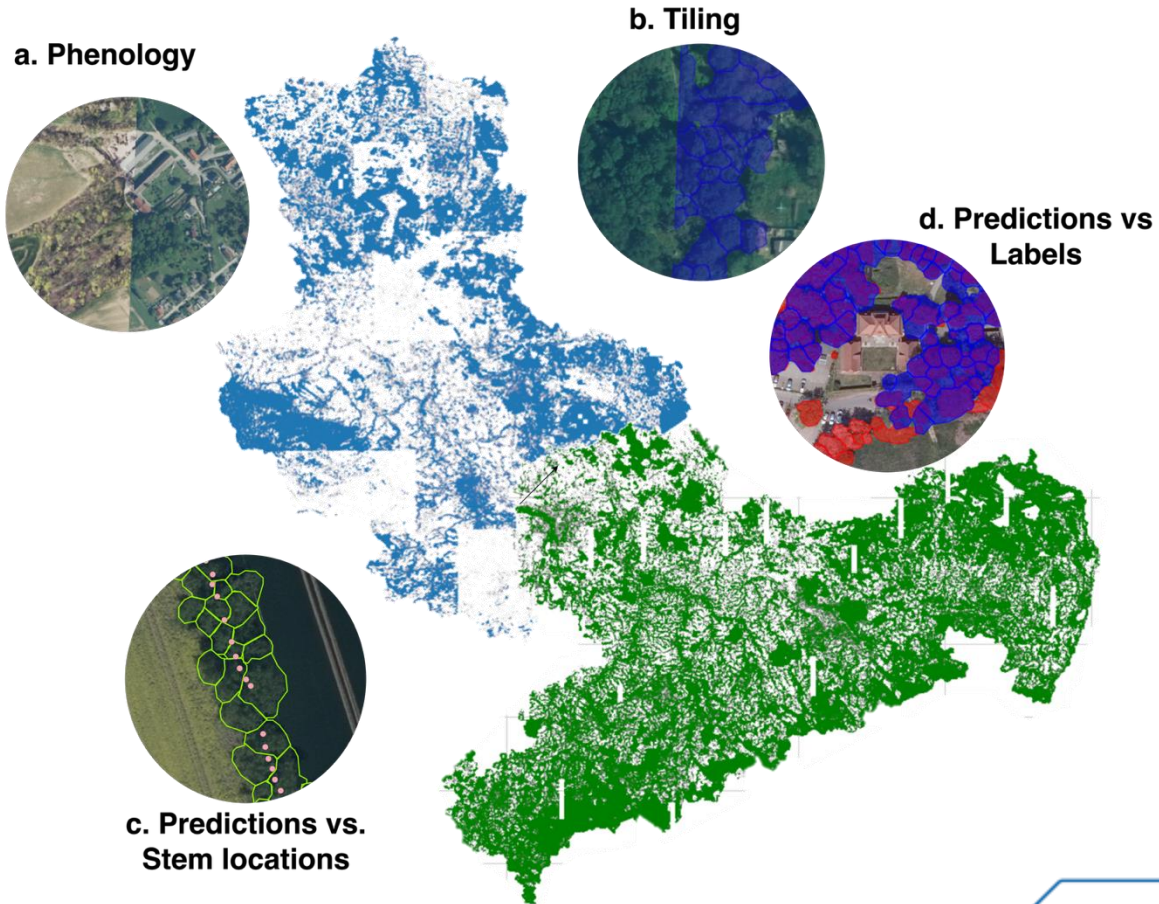 a. Phenology
b. Tiling
d. Predictions vs
Labels
c. Predictions vs.
Stem locations